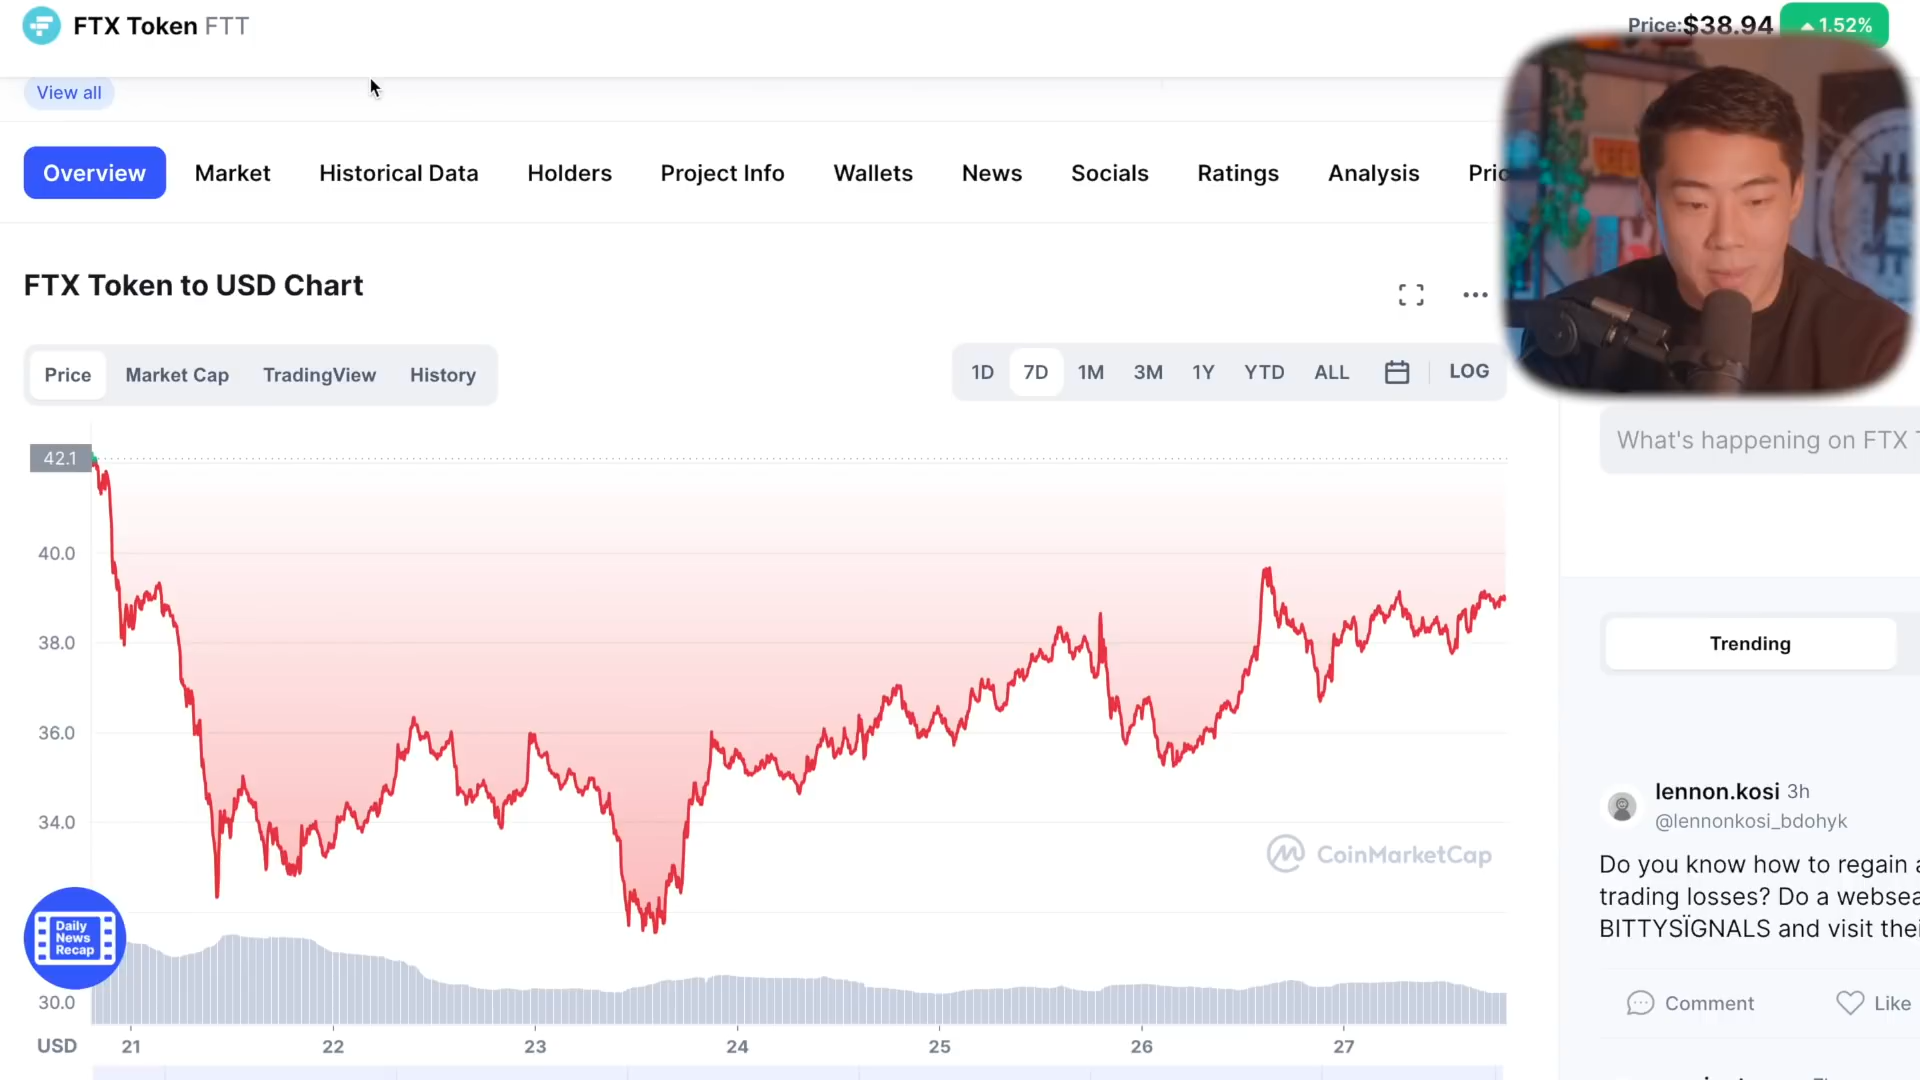 FTX Token FTT
Price: $38.94 1.52%
View all
Overview Market Historical Data Holders Project Info Wallets News Socials Ratings Analysis
FTX Token to USD Chart
Price Market Cap TradingView History
1D 7D 1M 3M 1Y YTD ALL LOG
What's happening on FTX
42.1
40.0
38.0
36.0
34.0
30.0
USD 21 22 23 24 25 26 27
CoinMarketCap
Daily
News
Recap
Trending
lennon.kosi 3h
@lennonkosi_bdohyk
Do you know how to regain a
trading losses? Do a
BITTYSÏGNALS and visit
Comment Like